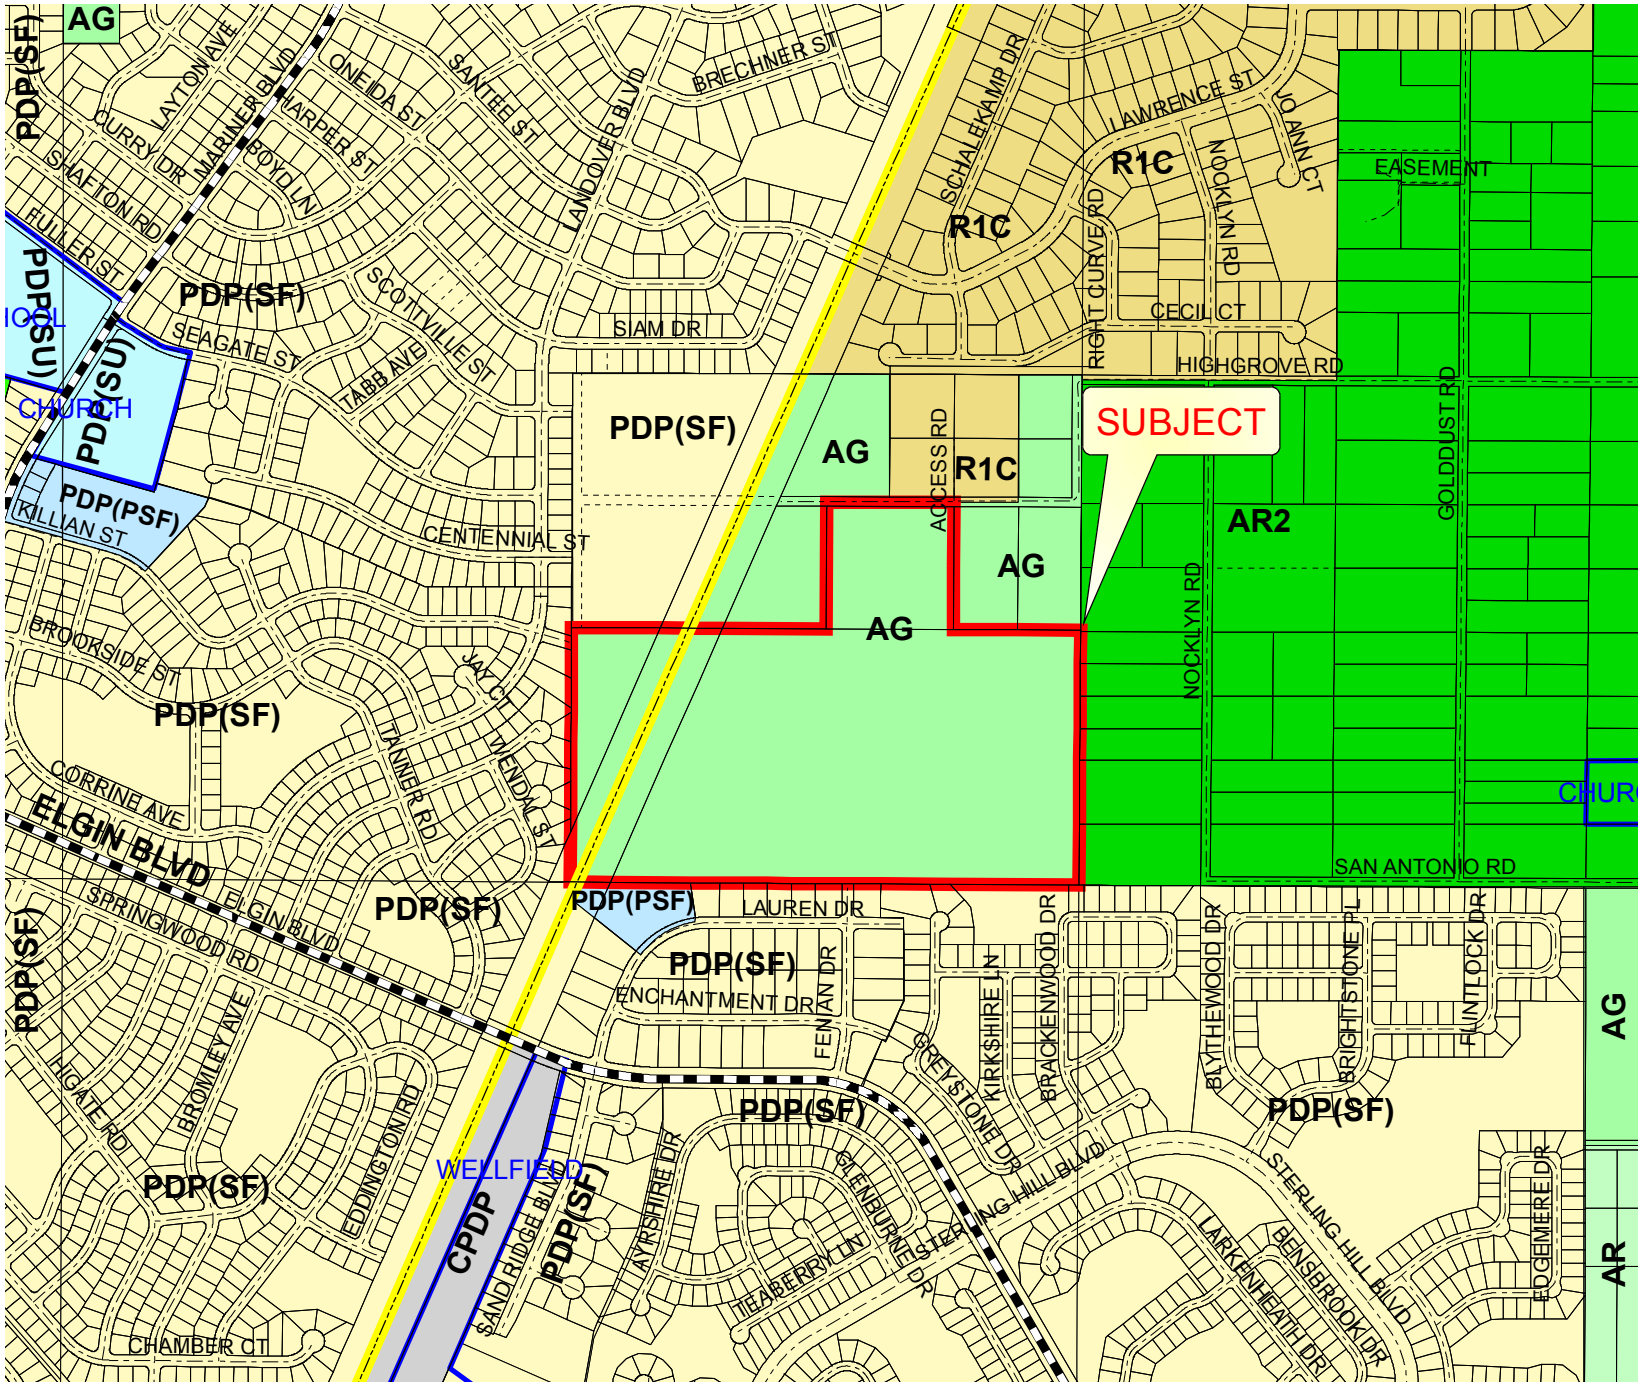 AG
PDP(SF)
LAYTON AVE
MARINER BLVD
ONEIDA ST
SANTEE ST
LANDOVER BLVD
BRECHNER ST
SCHALEKAMP DR
LAWRENCE ST
JO ANN CT
CURRY DR
HARPER ST
BOYD LN
SHAFTON RD
FULLER ST
R1C
NOCKLYN RD
EASEMENT
R1C
RIGHT CURVE RD
PDP(SU)
HOOL
PDP(SF)
SCOTTVILLE ST
SEAGATE ST
SIAM DR
CECIL CT
TABB AVE
HIGHGROVE RD
PDP(SU)
CHURCH
PDP(SF)
AG
ACCESS RD
R1C
SUBJECT
GOLDDUST RD
PDP(PSF)
KILLIAN ST
CENTENNIAL ST
AR2
AG
AG
NOCKLYN RD
BROOKSIDE ST
JAY CT
PDP(SF)
TANNER RD
WENDAL ST
CORRINE AVE
ELGIN BLVD
CHURC
SAN ANTONIO RD
PDP(SF)
SPRINGWOOD RD
ELGIN BLVD
PDP(SF)
PDP(PSF)
LAUREN DR
PDP(SF)
ENCHANTMENT DR
FENIAN DR
KIRKSHIRE LN
BRACKENWOOD DR
BLYTHEWOOD DR
BRIGHTSTONE PL
FLINTLOCK DR
AG
HIGATE RD
BROMLEY AVE
EDDINGTON RD
PDP(SF)
GREYSTONE DR
PDP(SF)
PDP(SF)
WELLFIELD
CPDP
SAND RIDGE BLVD
PDP(SF)
AYRSHIRE DR
GLENBURNE DR
TEABERRY LN
STERLING HILL BLVD
STERLING HILL BLVD
LARKENHEATH DR
BENSBROOK DR
EDGEMERE DR
AR
CHAMBER CT